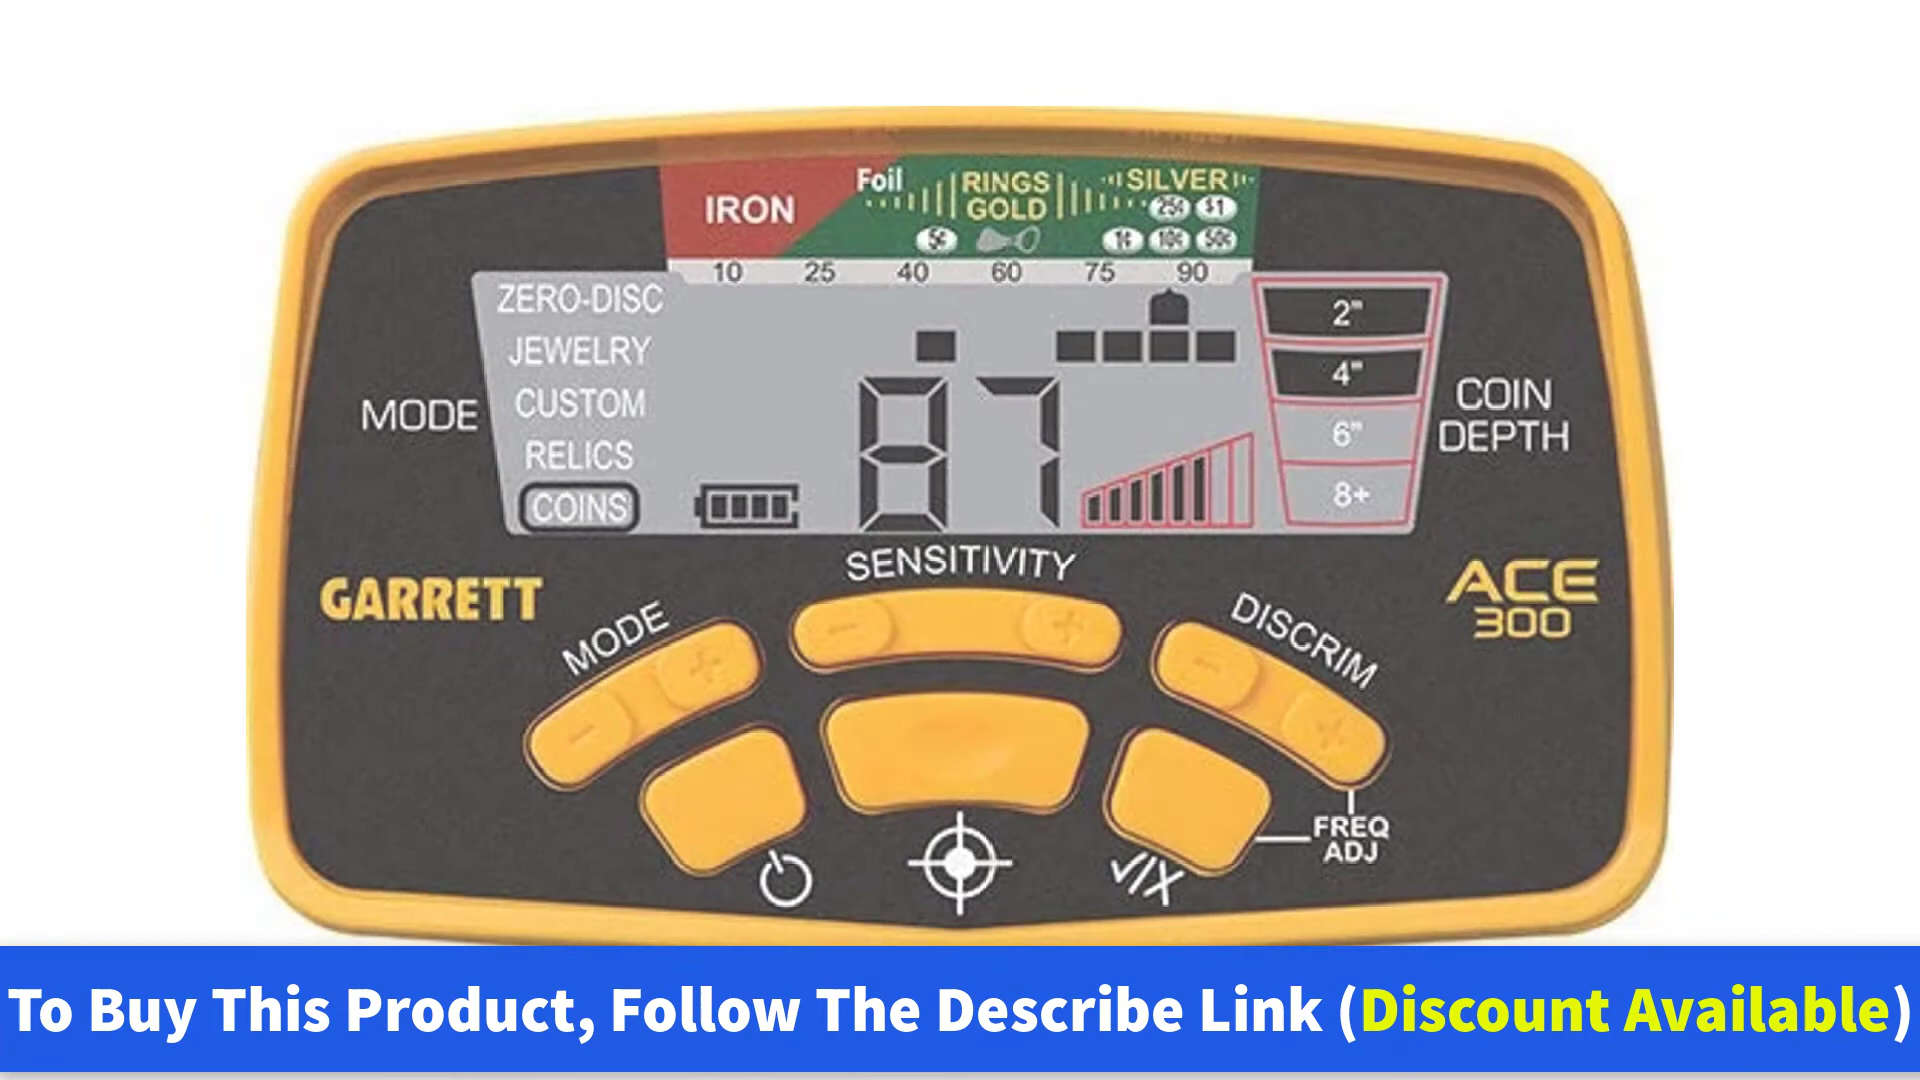 IRON
Foil
RINGS
GOLD
SILVER
25¢ $1
5¢
1¢ 10¢ 50¢
10 25 40 60 75 90
ZERO-DISC
JEWELRY
CUSTOM
RELICS
COINS
MODE
87
2"
4"
6"
8+
COIN
DEPTH
SENSITIVITY
GARRETT
ACE
300
MODE
- +
- +
DISCRIM
- +
FREQ
ADJ
√/X
To Buy This Product, Follow The Describe Link (Discount Available)